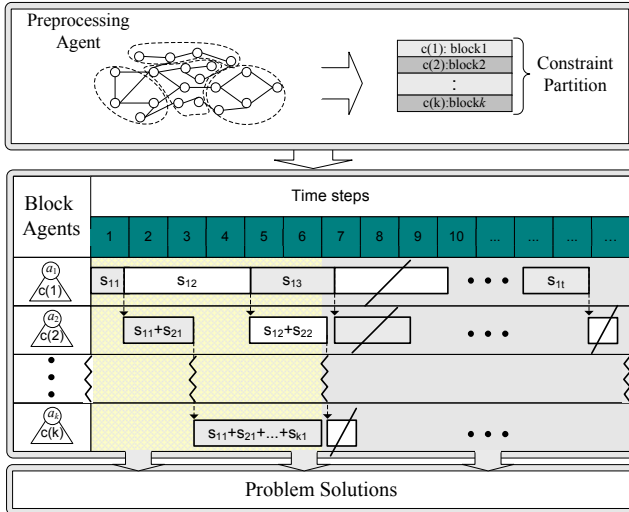 Preprocessing
Agent
c(1): block1
c(2):block2
:
c(k):blockk
Constraint
Partition
Block
Agents
Time steps
1 2 3 4 5 6 7 8 9 10 ... ... ... ...
a1
c(1)
s11 s12 s13 • • • s1t
a2
c(2)
s11+s21 s12+s22 • • •
•
•
•
ak
c(k)
s11+s21+...+sk1 • • •
Problem Solutions